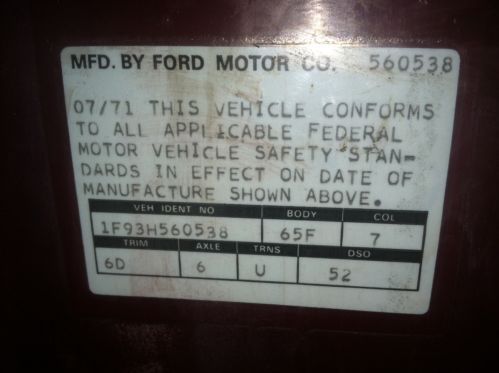 MFD. BY FORD MOTOR CO. 560538
07/71 THIS VEHICLE CONFORMS
TO ALL APPLICABLE FEDERAL
MOTOR VEHICLE SAFETY STAN=
DARDS IN EFFECT ON DATE OF
MANUFACTURE SHOWN ABOVE.
VEH IDENT NO BODY COL
1F93H560538 65F 7
TRIM AXLE TRNS DSO
6D 6 U 52